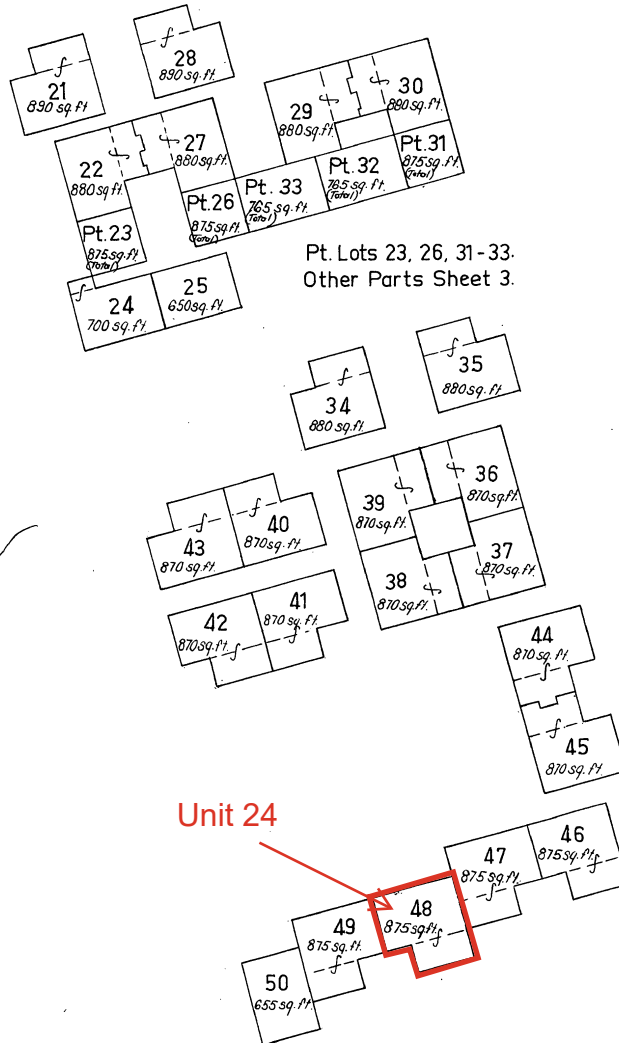 28
890 sq.ft.
21
890 sq.ft
30
880 sq.ft.
29
880 sq.ft.
27
880 sq.ft.
22
880 sq.ft.
Pt.31
875 sq.ft.
(Total)
Pt.32
765 sq.ft.
(Total)
Pt. 33
765 sq.ft.
(Total)
Pt.26
875 sq.ft.
(Total)
Pt.23
875 sq.ft.
(Total)
25
650 sq.ft.
24
700 sq.ft.
Pt. Lots 23, 26, 31-33.
Other Parts Sheet 3.
35
880 sq.ft.
34
880 sq.ft.
36
870 sq.ft.
39
870 sq.ft.
40
870 sq.ft.
43
870 sq.ft.
37
870 sq.ft.
38
870 sq.ft.
41
870 sq.ft.
42
870 sq.ft.
44
870 sq.ft.
45
870 sq.ft.
Unit 24
46
875 sq.ft.
47
875 sq.ft.
48
875 sq.ft.
49
875 sq.ft.
50
655 sq.ft.